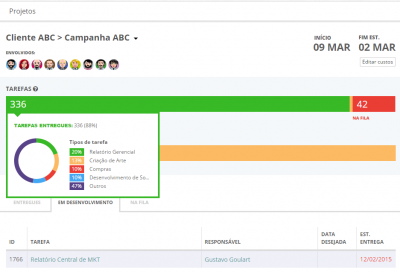 Projetos
Cliente ABC > Campanha ABC
ENVOLVIDOS:
INÍCIO
09 MAR
FIM EST.
02 MAR
Editar custos
TAREFAS
336
42
NA FILA
TAREFAS ENTREGUES: 336 (88%)
Tipos de tarefa
20% Relatório Gerencial
13% Criação de Arte
10% Compras
10% Desenvolvimento de So...
47% Outros
ENTREGUES
EM DESENVOLVIMENTO
NA FILA
ID TAREFA RESPONSÁVEL DATA DESEJADA EST. ENTREGA
1766 Relatório Central de MKT Gustavo Goulart 12/02/2015